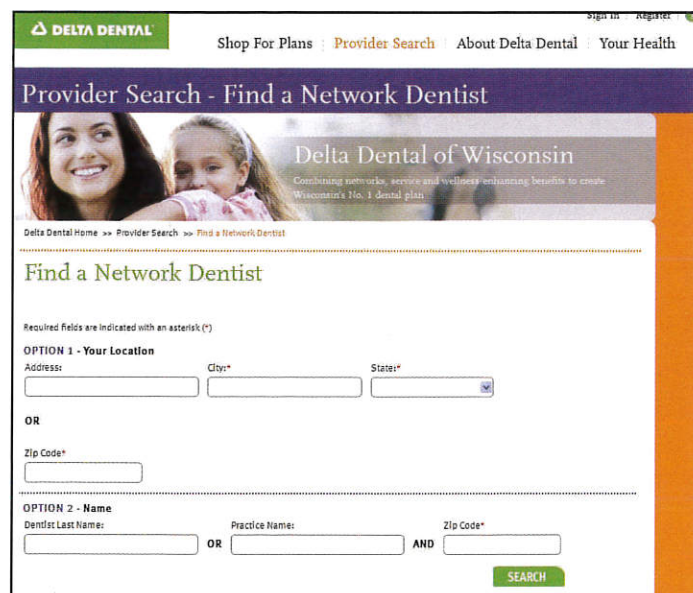 Sign In Register
DELTA DENTAL
Shop For Plans Provider Search About Delta Dental Your Health
Provider Search - Find a Network Dentist
Delta Dental of Wisconsin
Combining networks, service and wellness-enhancing benefits to create
Wisconsin's No. 1 dental plan
Delta Dental Home >> Provider Search >> Find a Network Dentist
Find a Network Dentist
Required fields are indicated with an asterisk (*)
OPTION 1 - Your Location
Address: City:* State:*
OR
Zip Code*
OPTION 2 - Name
Dentist Last Name: Practice Name: Zip Code*
OR AND
SEARCH